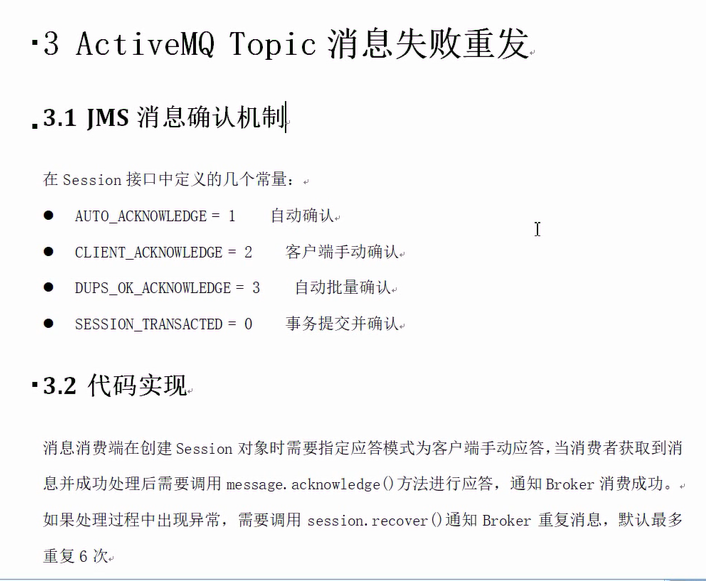 3 ActiveMQ Topic 消息失败重发
3.1 JMS 消息确认机制
在 Session 接口中定义的几个常量：
● AUTO_ACKNOWLEDGE = 1 自动确认
● CLIENT_ACKNOWLEDGE = 2 客户端手动确认
● DUPS_OK_ACKNOWLEDGE = 3 自动批量确认
● SESSION_TRANSACTED = 0 事务提交并确认
3.2 代码实现
消息消费端在创建 Session 对象时需要指定应答模式为客户端手动应答，当消费者获取到消
息并成功处理后需要调用 message.acknowledge()方法进行应答，通知 Broker 消费成功。
如果处理过程中出现异常，需要调用 session.recover()通知 Broker 重复消息，默认最多
重复 6 次